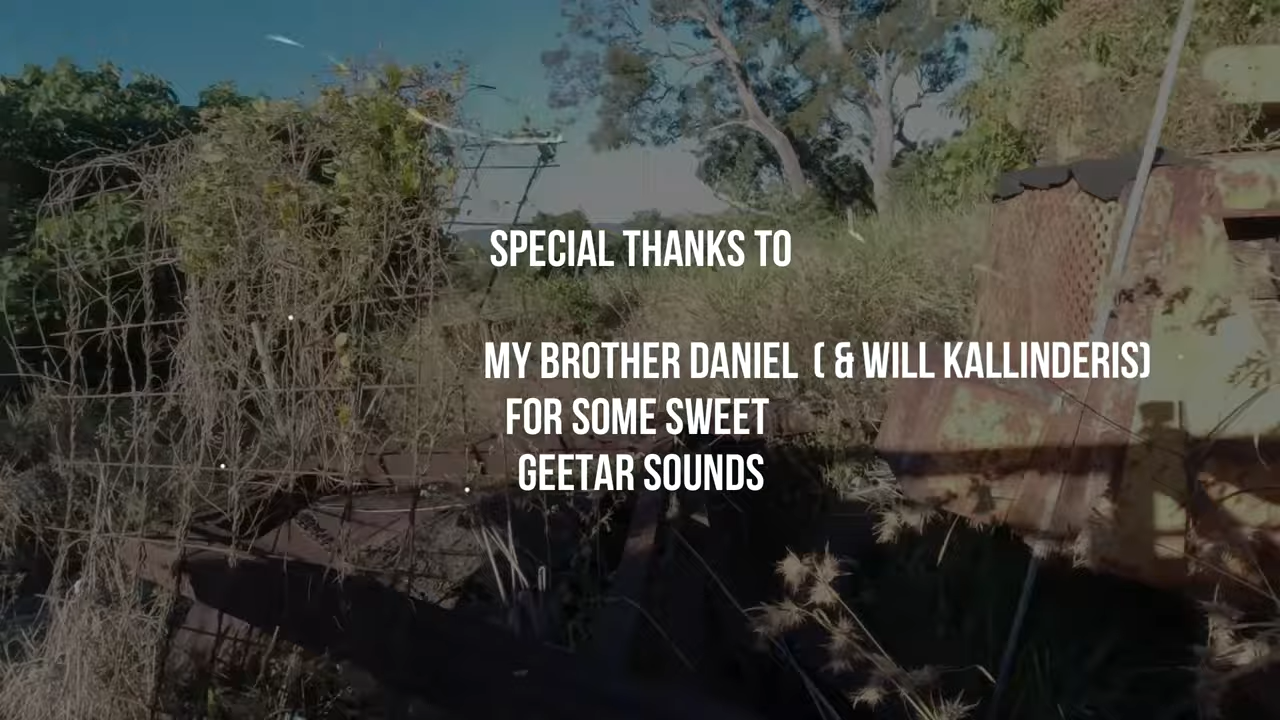 SPECIAL THANKS TO
MY BROTHER DANIEL ( & WILL KALLINDERIS)
FOR SOME SWEET
GEETAR SOUNDS